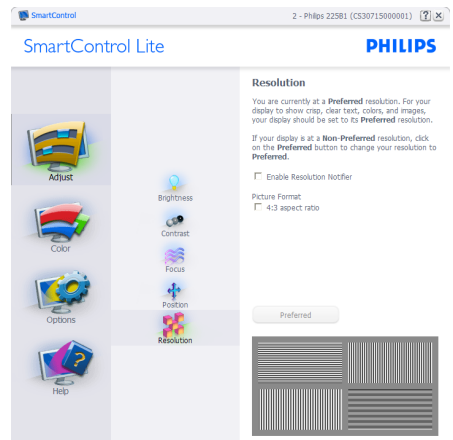 SmartControl
2 - Philips 225B1 (CS30715000001)
?
SmartControl Lite
PHILIPS
Adjust
Color
Options
Help
Brightness
Contrast
Focus
Position
Resolution
Resolution
You are currently at a Preferred resolution. For your
display to show crisp, clear text, colors, and images,
your display should be set to its Preferred resolution.
If your display is at a Non-Preferred resolution, click
on the Preferred button to change your resolution to
Preferred.
Enable Resolution Notifier
Picture Format
4:3 aspect ratio
Preferred